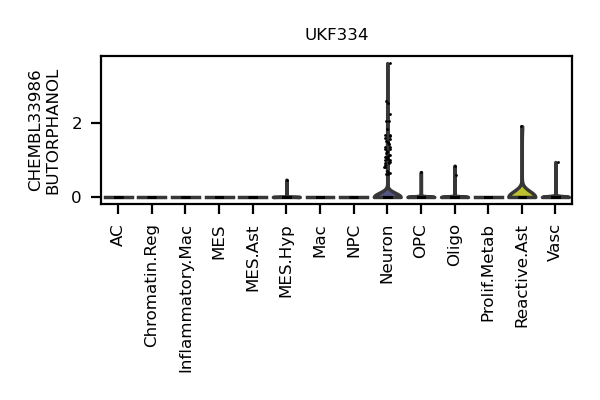 UKF334
CHEMBL33986
BUTORPHANOL
2
0
AC
Chromatin.Reg
Inflammatory.Mac
MES
MES.Ast
MES.Hyp
Mac
NPC
Neuron
OPC
Oligo
Prolif.Metab
Reactive.Ast
Vasc